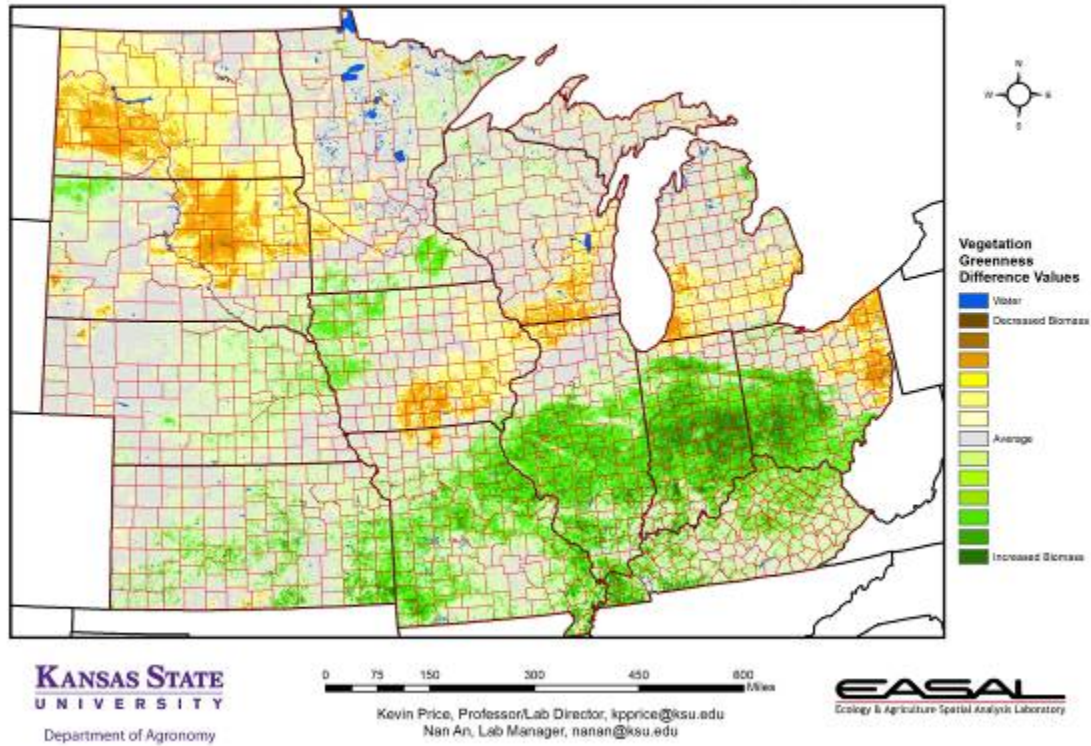 N
W
E
S
Vegetation
Greenness
Difference Values
Water
Decreased Biomass
Average
Increased Biomass
KANSAS STATE
UNIVERSITY
Department of Agronomy
0 75 150 300 450 600
Miles
Kevin Price, Professor/Lab Director, kpprice@ksu.edu
Nan An, Lab Manager, nanan@ksu.edu
EASAL
Ecology & Agriculture Spatial Analysis Laboratory